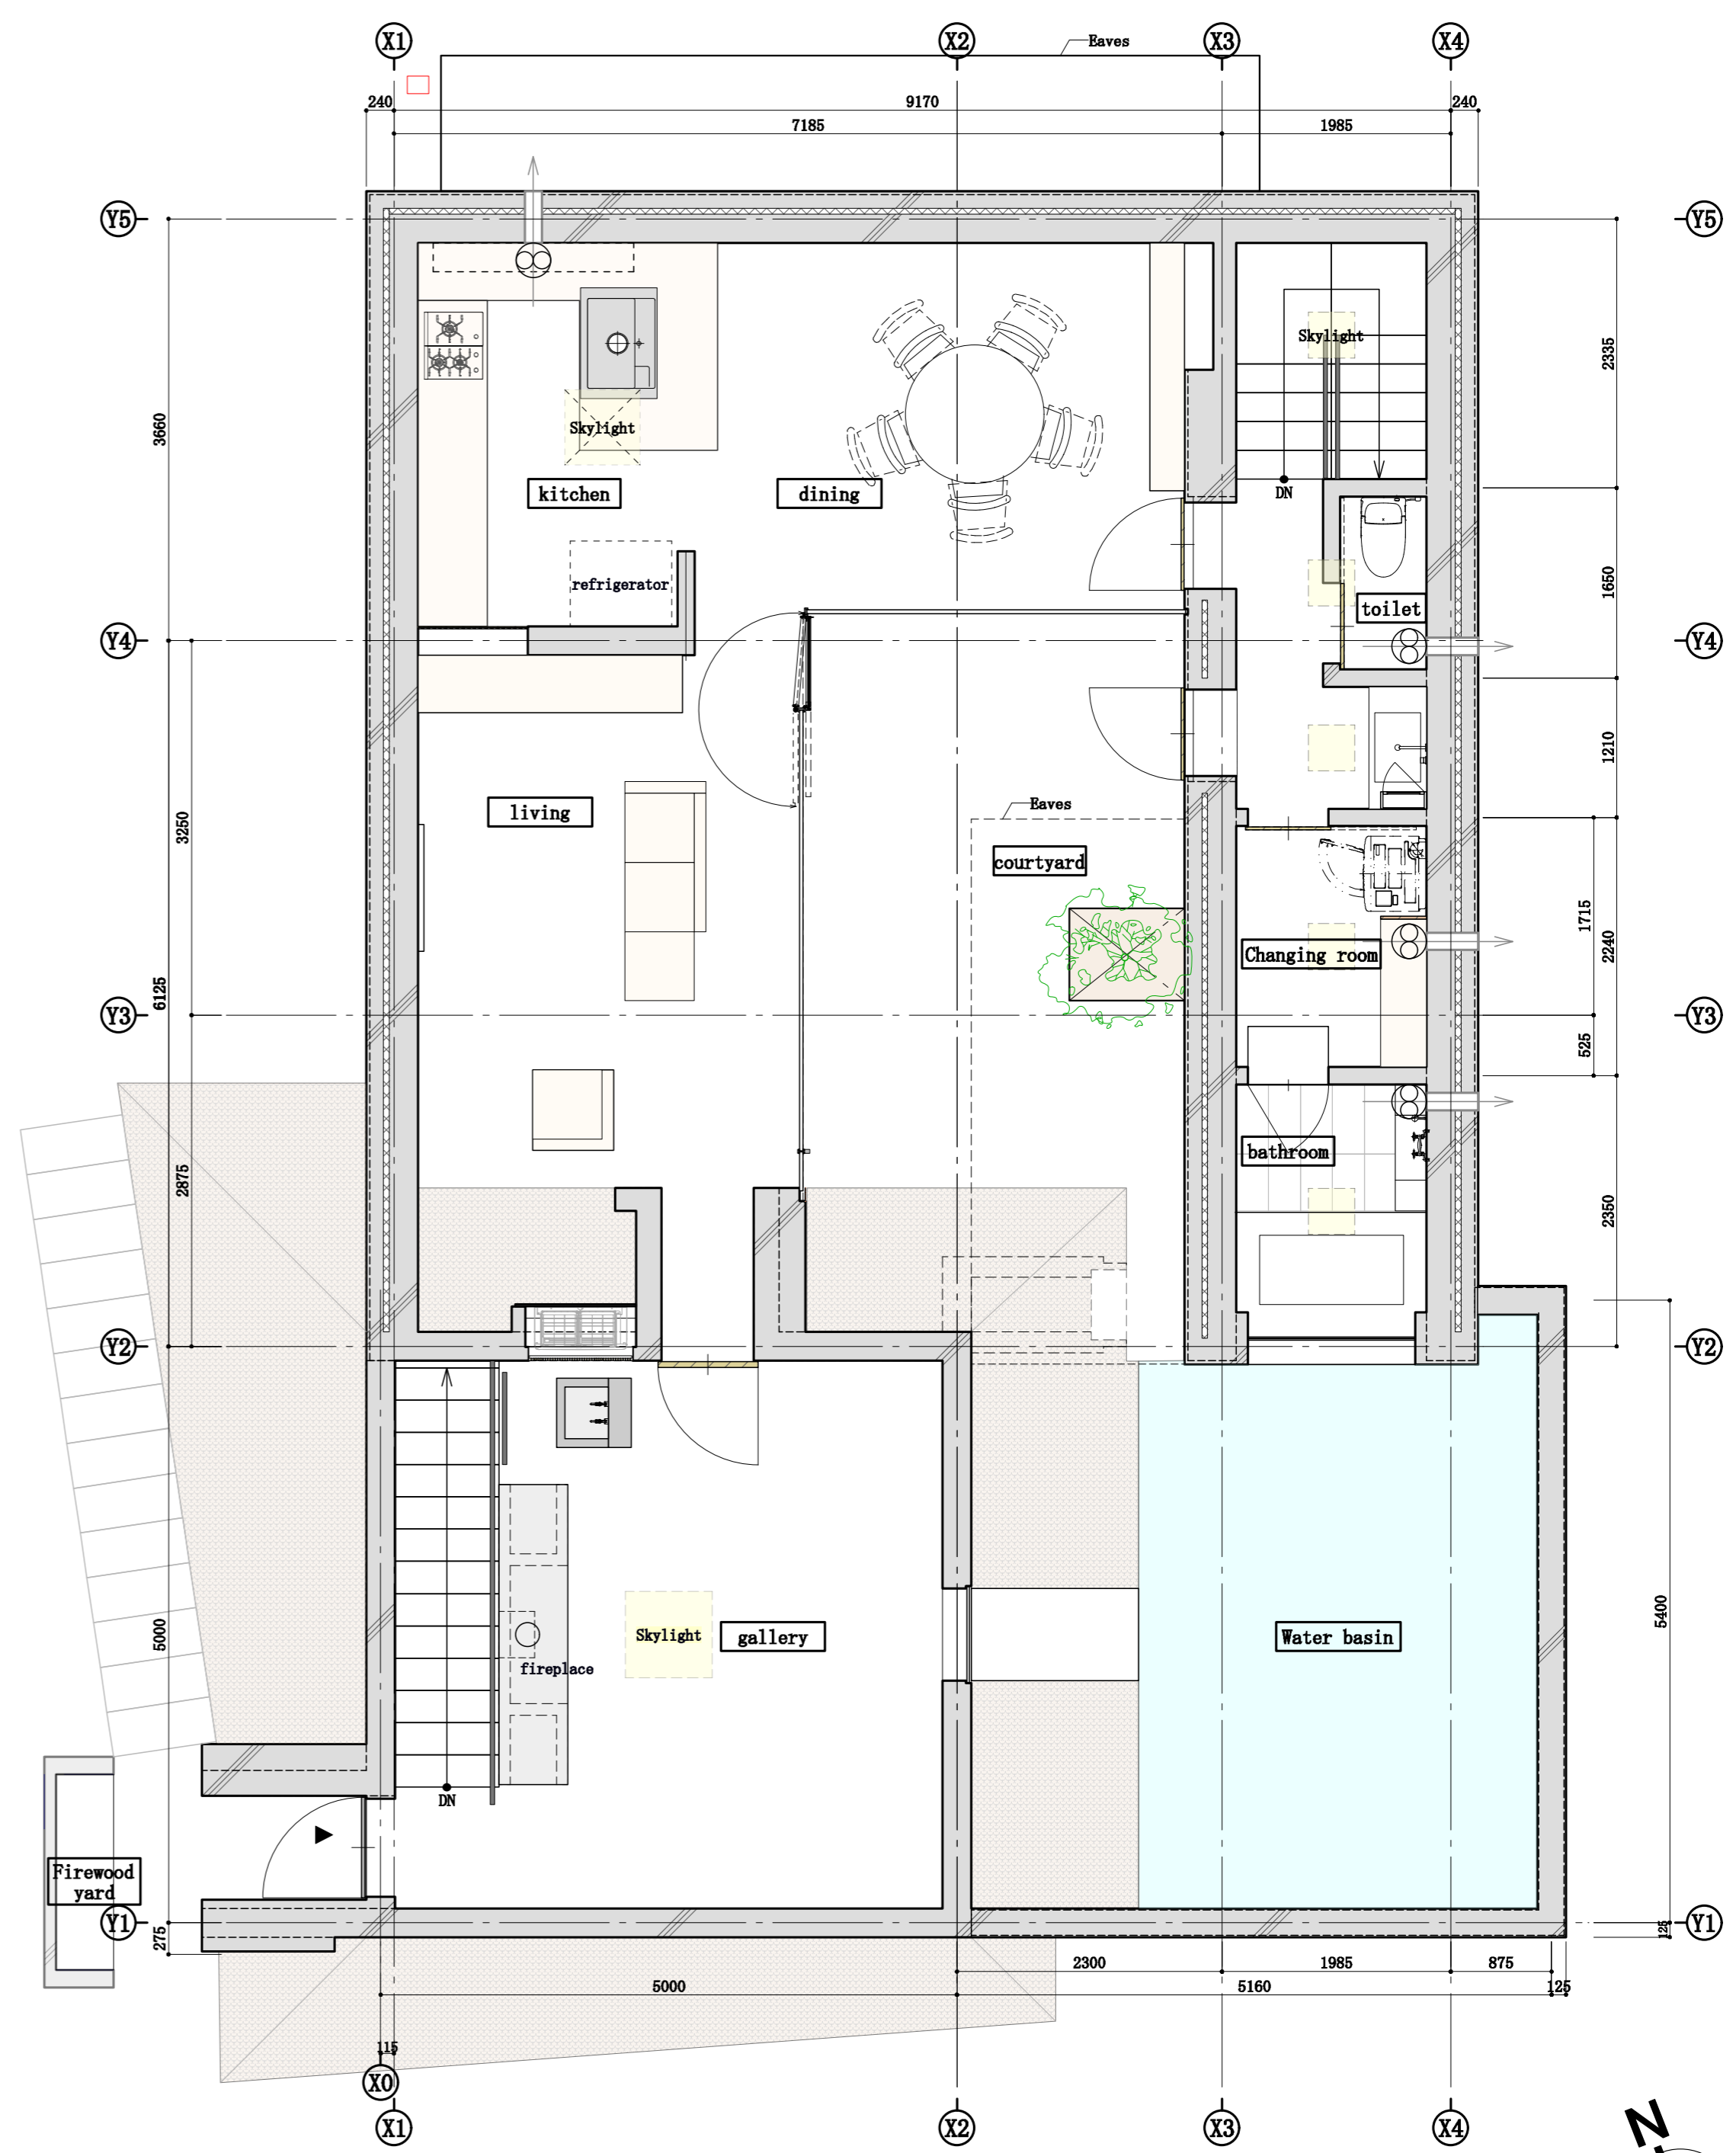 X1 X2 X3 X4
Eaves
240 9170 240
7185 1985
Y5 Y5
Skylight
2335
3660
Skylight
kitchen dining
DN
refrigerator
1650
toilet
Y4 Y4
1210
Eaves
living
3250
courtyard
1715
2240
Changing room
6125
Y3 Y3
525
bathroom
2875
2350
Y2 Y2
5000
5400
Skylight
gallery
Water basin
fireplace
DN
Firewood
yard
Y1 Y1
275
125
2300 1985 875
5000 5160 125
115
X0
X1 X2 X3 X4
N